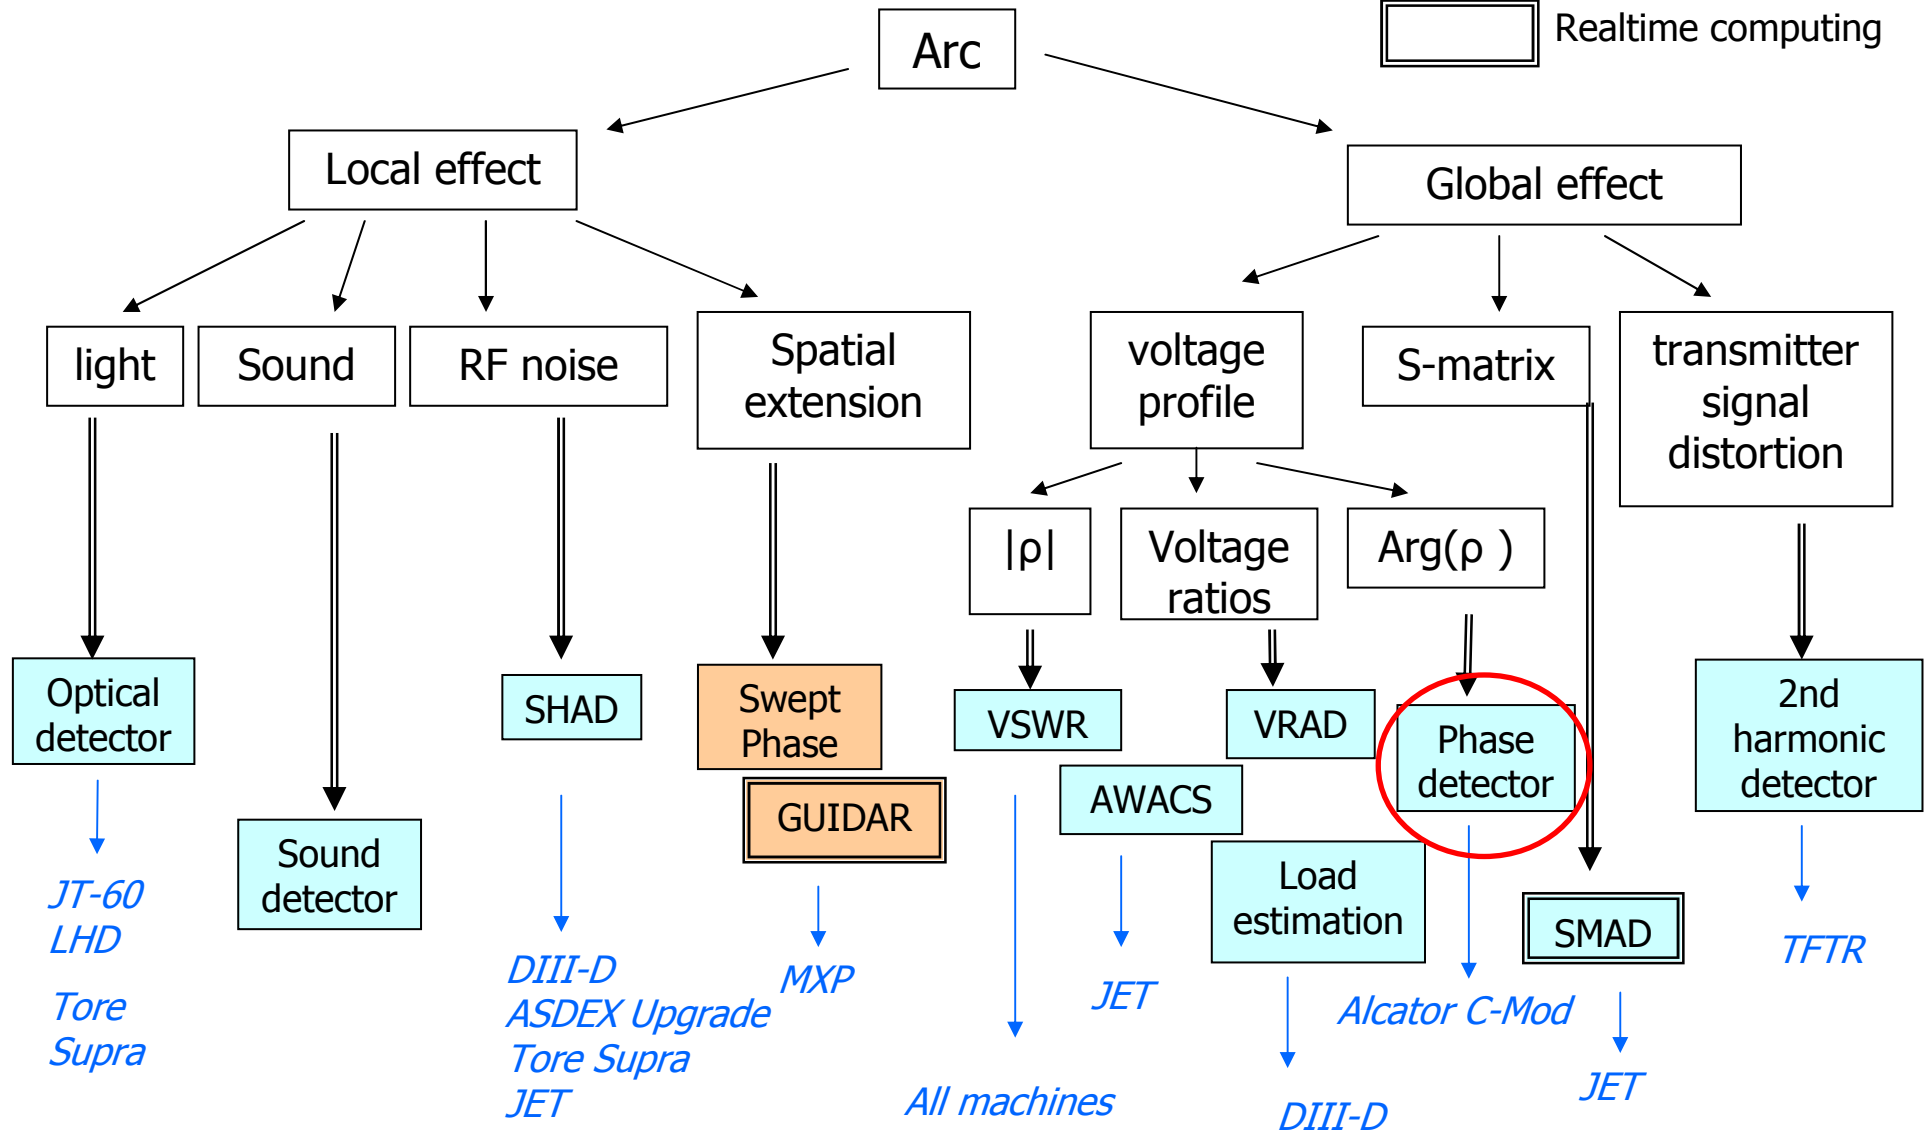 Arc
Realtime computing
Local effect
Global effect
light
Sound
RF noise
Spatial
extension
voltage
profile
S-matrix
transmitter
signal
distortion
|ρ|
Voltage
ratios
Arg(ρ )
Optical
detector
SHAD
Swept
Phase
VSWR
VRAD
Phase
detector
2nd
harmonic
detector
GUIDAR
AWACS
Sound
detector
Load
estimation
SMAD
JT-60
LHD
Tore
Supra
DIII-D
ASDEX Upgrade
Tore Supra
JET
MXP
All machines
JET
DIII-D
Alcator C-Mod
JET
TFTR